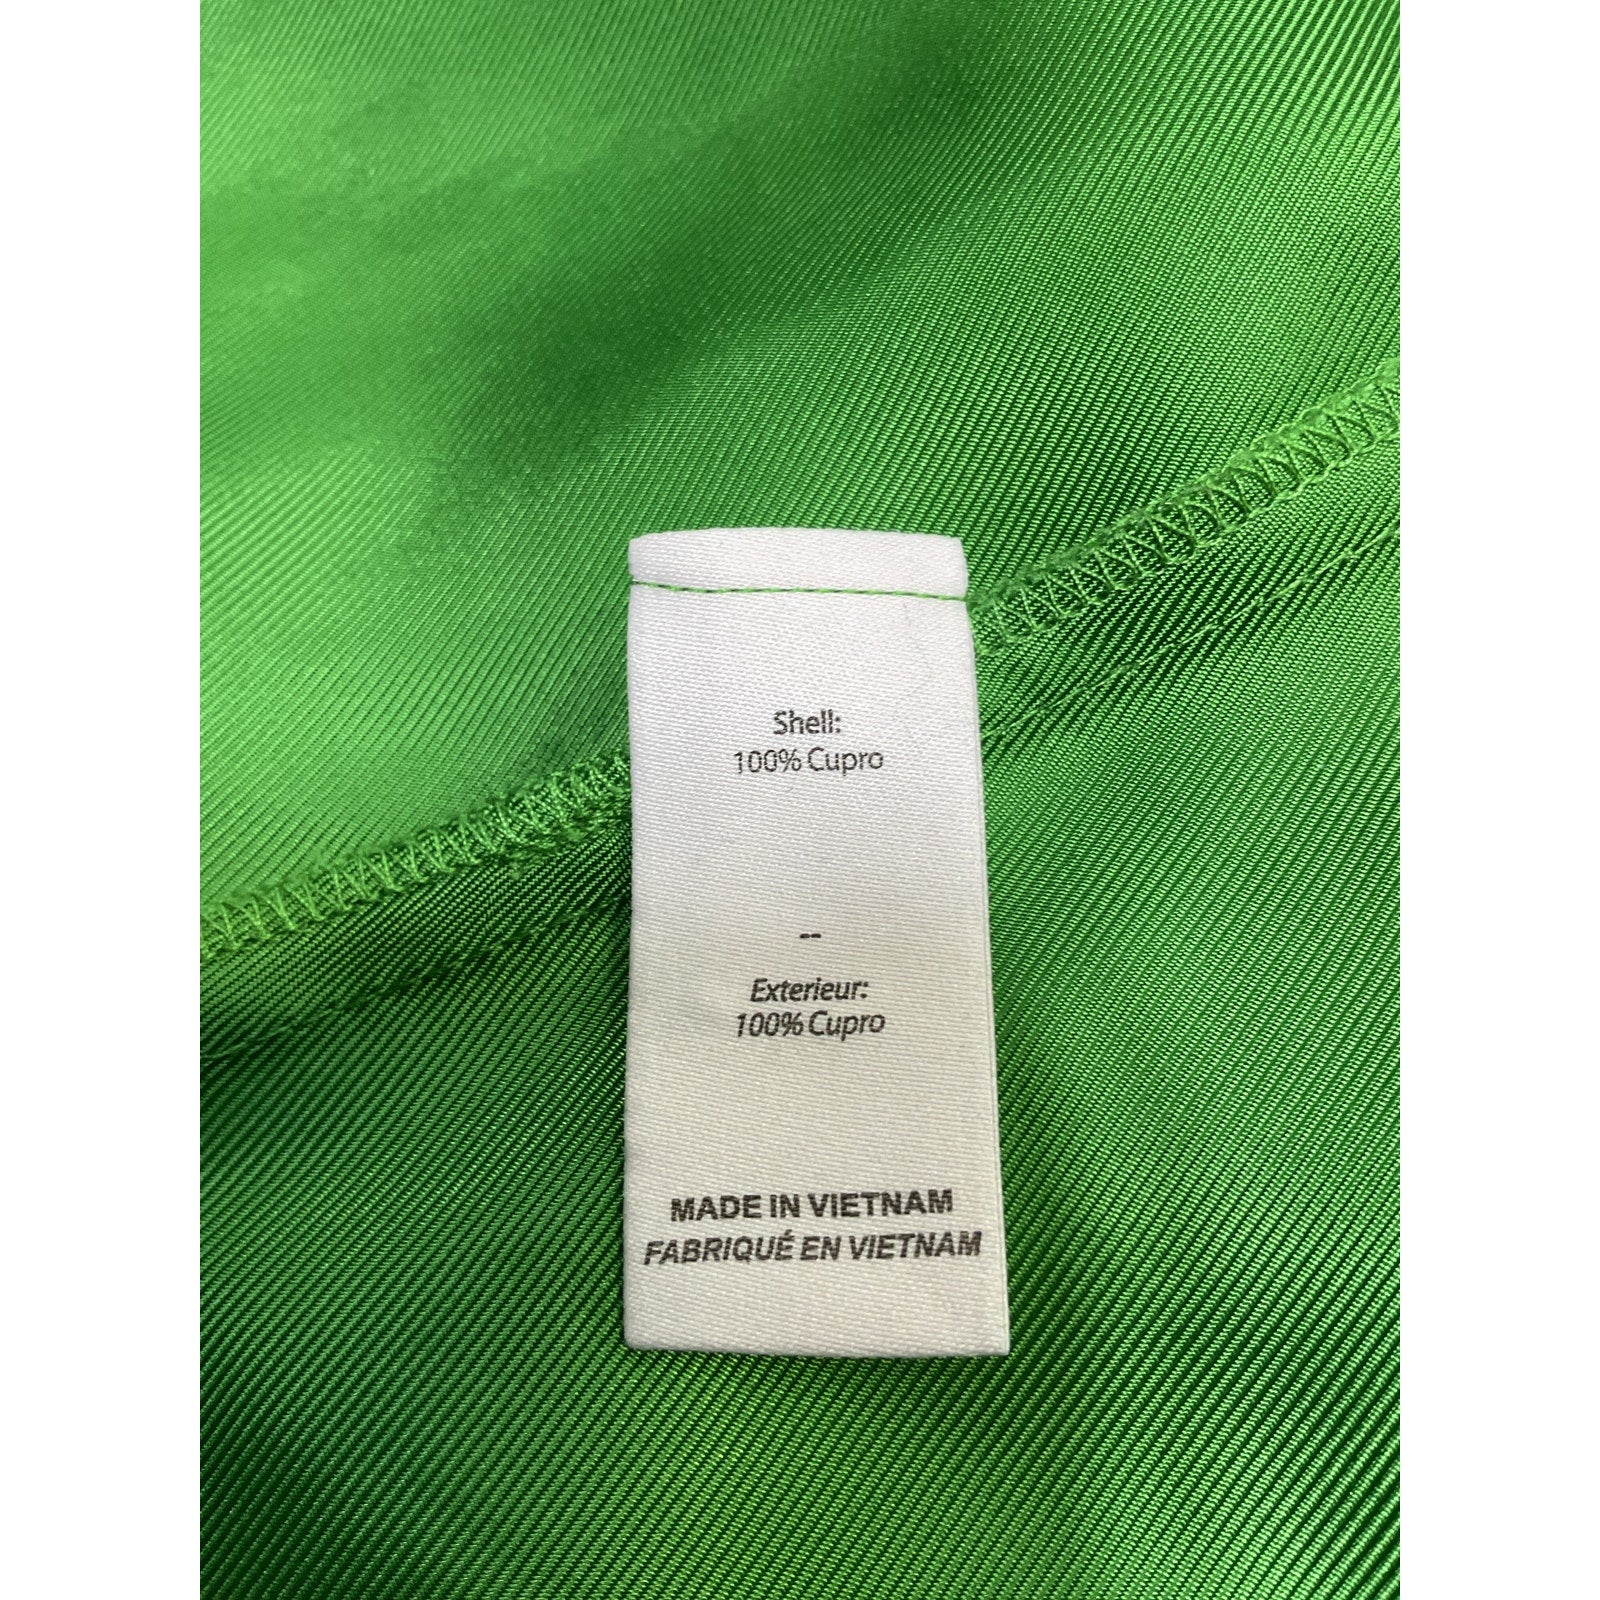 Shell:
100% Cupro
--
Exterieur:
100% Cupro
MADE IN VIETNAM
FABRIQUÉ EN VIETNAM